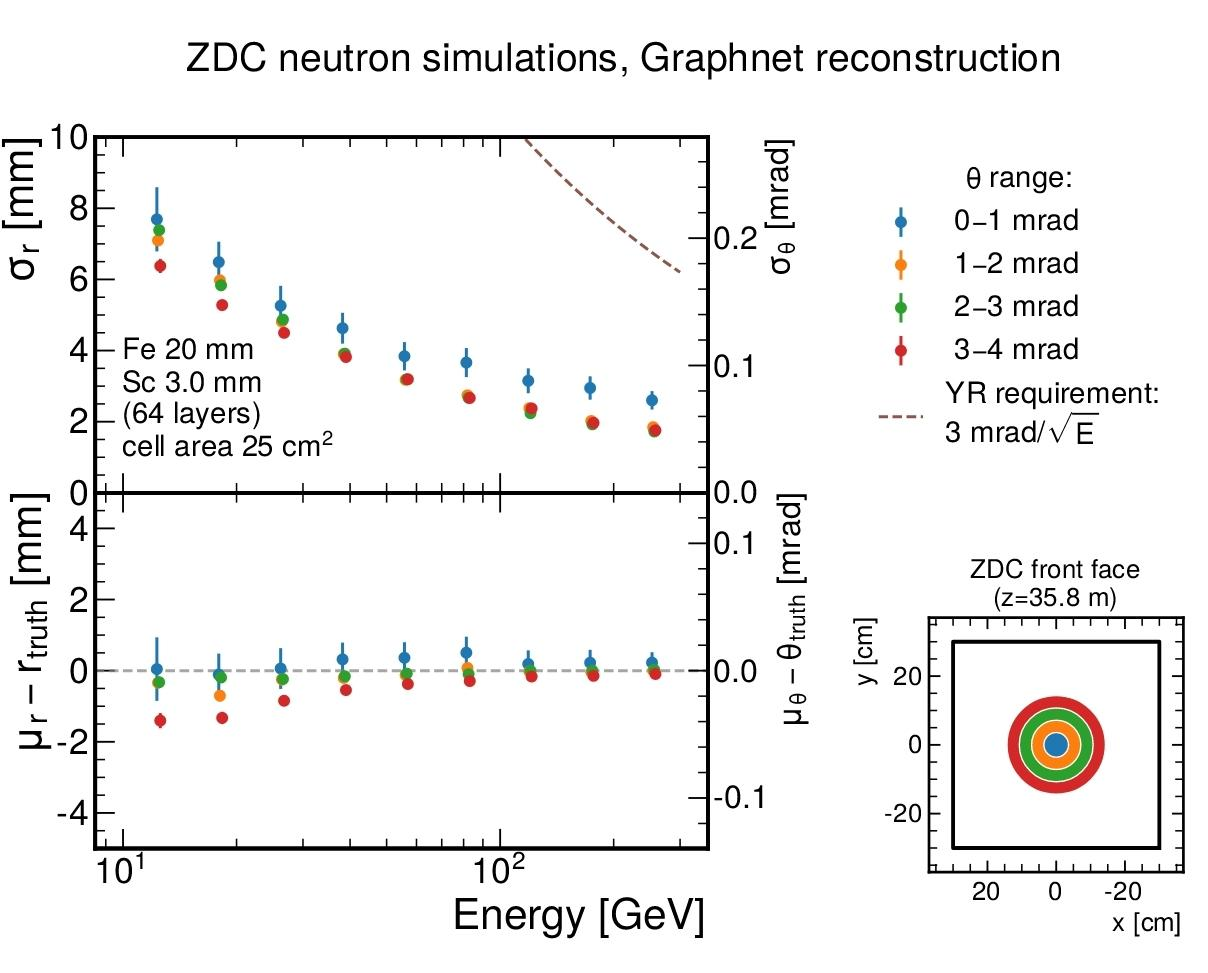 ZDC neutron simulations, Graphnet reconstruction
σr [mm]
10
8
6
4
2
0
Fe 20 mm
Sc 3.0 mm
(64 layers)
cell area 25 cm²
σθ [mrad]
0.2
0.1
0.0
θ range:
0−1 mrad
1−2 mrad
2−3 mrad
3−4 mrad
YR requirement:
3 mrad/√E
μr − rtruth [mm]
4
2
0
-2
-4
μθ − θtruth [mrad]
0.1
0.0
-0.1
10¹
10²
Energy [GeV]
ZDC front face
(z=35.8 m)
y [cm]
20
0
-20
20
0
-20
x [cm]